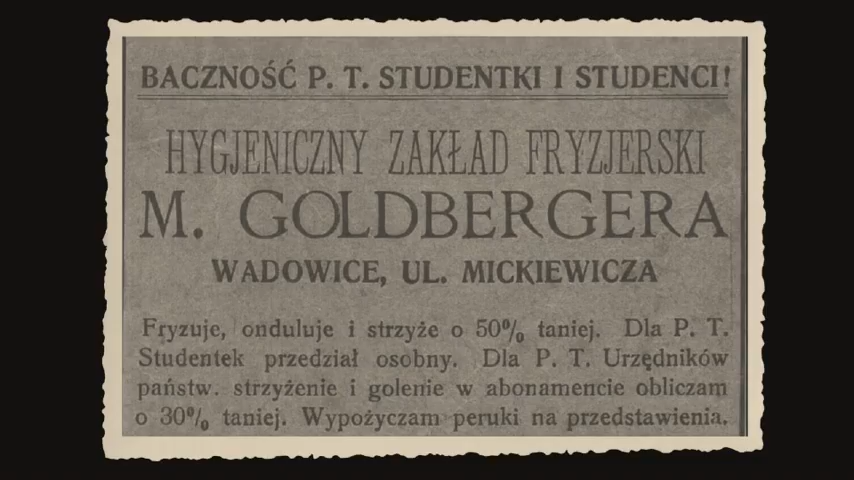 BACZNOŚĆ P. T. STUDENTKI I STUDENCI!
HYGJENICZNY ZAKŁAD FRYZJERSKI
M. GOLDBERGERA
WADOWICE, UL. MICKIEWICZA
Fryzuje, onduluje i strzyże o 50% taniej. Dla P. T.
Studentek przedział osobny. Dla P. T. Urzędników
państw. strzyżenie i golenie w abonamencie obliczam
o 30% taniej. Wypożyczam peruki na przedstawienia.